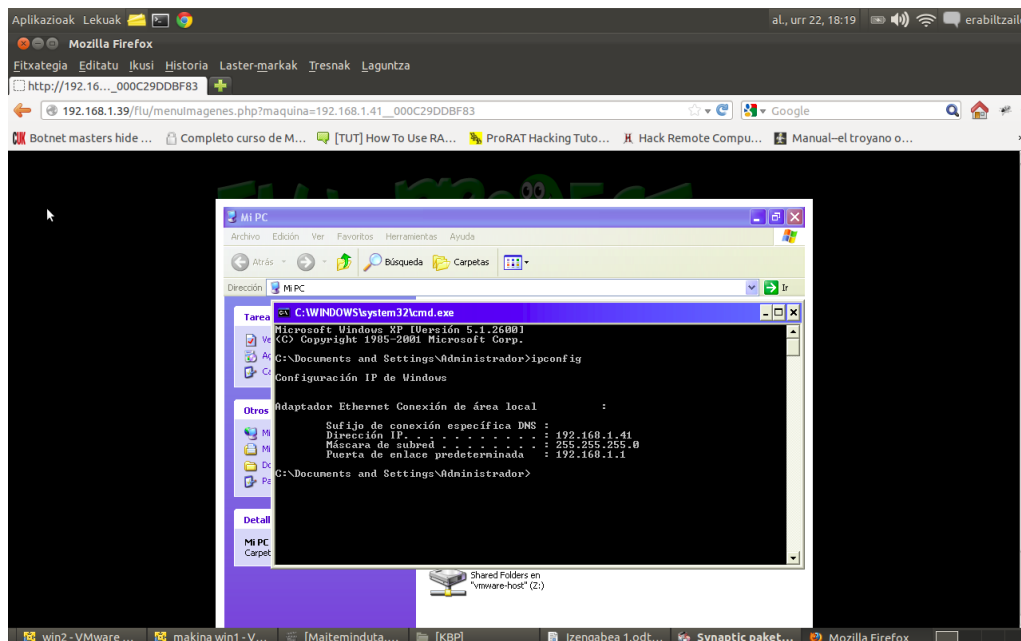 Aplikazioak Lekuak
al., urr 22, 18:19
erabiltzail
Mozilla Firefox
Fitxategia Editatu Ikusi Historia Laster-markak Tresnak Laguntza
http://192.16..._000C29DDBF83
192.168.1.39/flu/menuImagenes.php?maquina=192.168.1.41__000C29DDBF83
Google
Botnet masters hide ...
Completo curso de M...
[TUT] How To Use RA...
ProRAT Hacking Tuto...
Hack Remote Compu...
Manual–el troyano o...
Mi PC
Archivo Edición Ver Favoritos Herramientas Ayuda
Atrás
Búsqueda
Carpetas
Dirección Mi PC
Ir
Tarea
C:\WINDOWS\system32\cmd.exe
Microsoft Windows XP [Versión 5.1.2600]
(C) Copyright 1985-2001 Microsoft Corp.
C:\Documents and Settings\Administrador>ipconfig
Configuración IP de Windows
Adaptador Ethernet Conexión de área local :
Sufijo de conexión específica DNS :
Dirección IP. . . . . . . . . . . : 192.168.1.41
Máscara de subred . . . . . . . . : 255.255.255.0
Puerta de enlace predeterminada : 192.168.1.1
C:\Documents and Settings\Administrador>
Otros
Detall
Mi PC
Carpet
Shared Folders en
"vmware-host" (Z:)
win2 - VMware ...
makina win1 - V...
[Maiteminduta....
[KBP]
Izengabea 1.odt...
Synaptic paket...
Mozilla Firefox